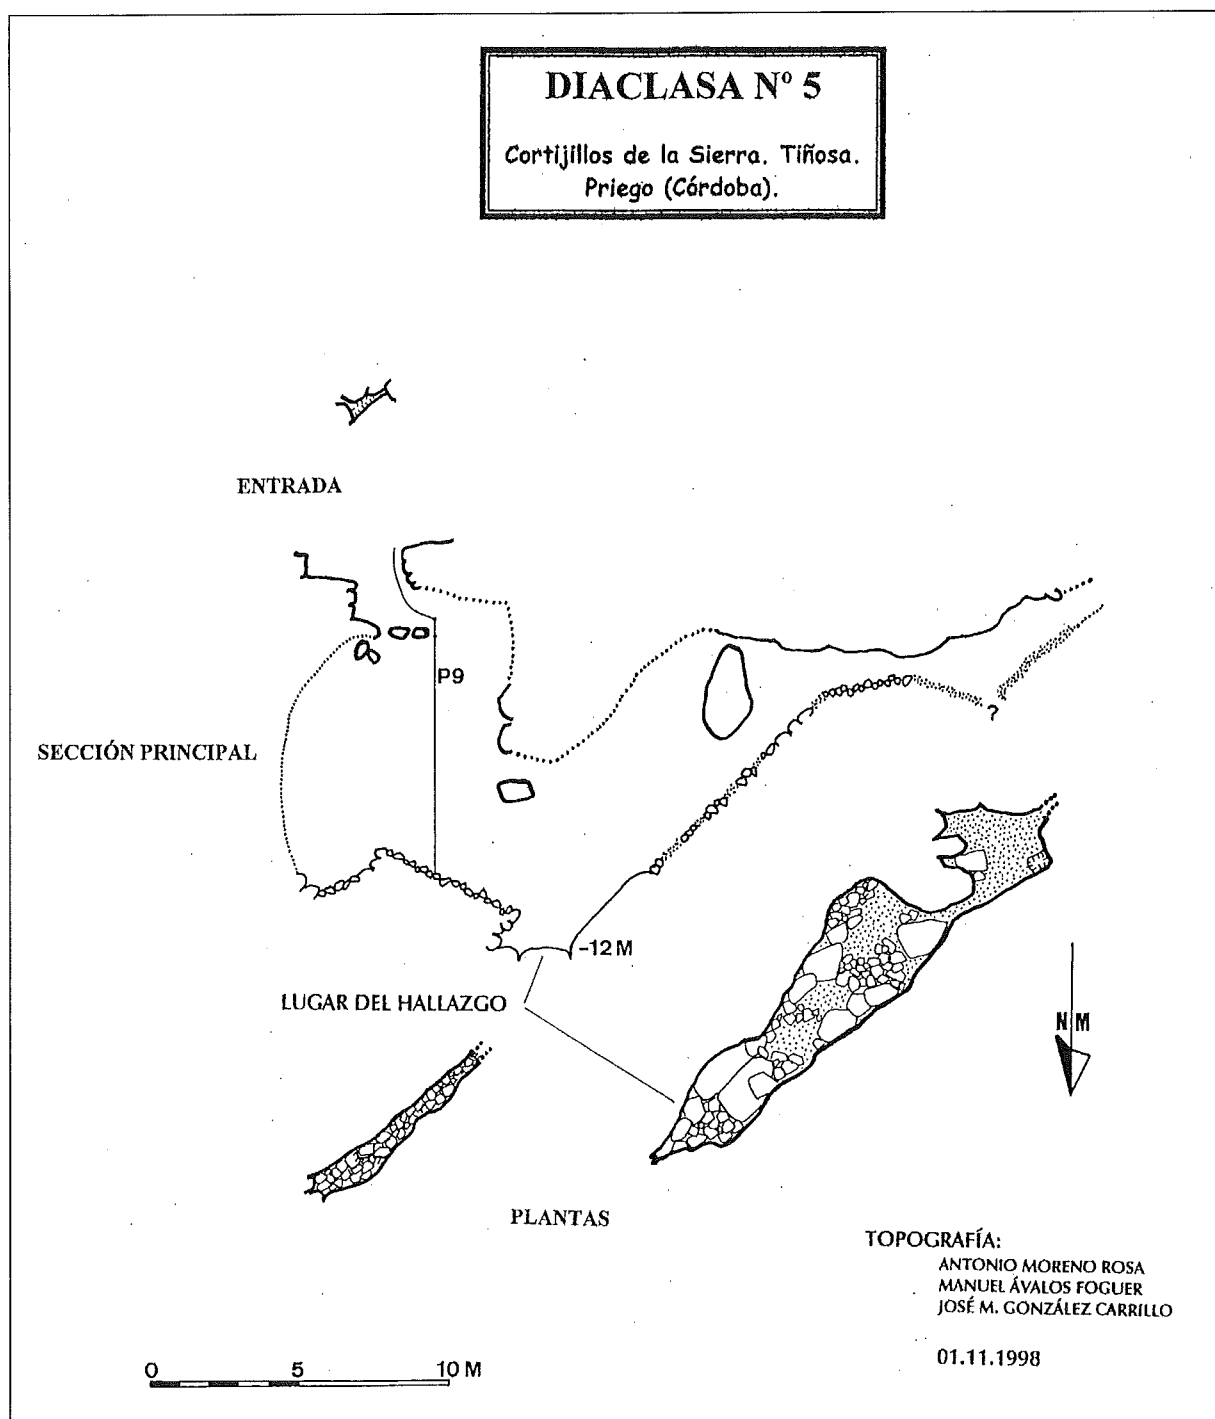 DIACLASA Nº 5
Cortijillos de la Sierra. Tiñosa.
Priego (Córdoba).
ENTRADA
P9
SECCIÓN PRINCIPAL
?
-12 M
LUGAR DEL HALLAZGO
N M
PLANTAS
TOPOGRAFÍA:
ANTONIO MORENO ROSA
MANUEL ÁVALOS FOGUER
JOSÉ M. GONZÁLEZ CARRILLO
01.11.1998
0 5 10 M